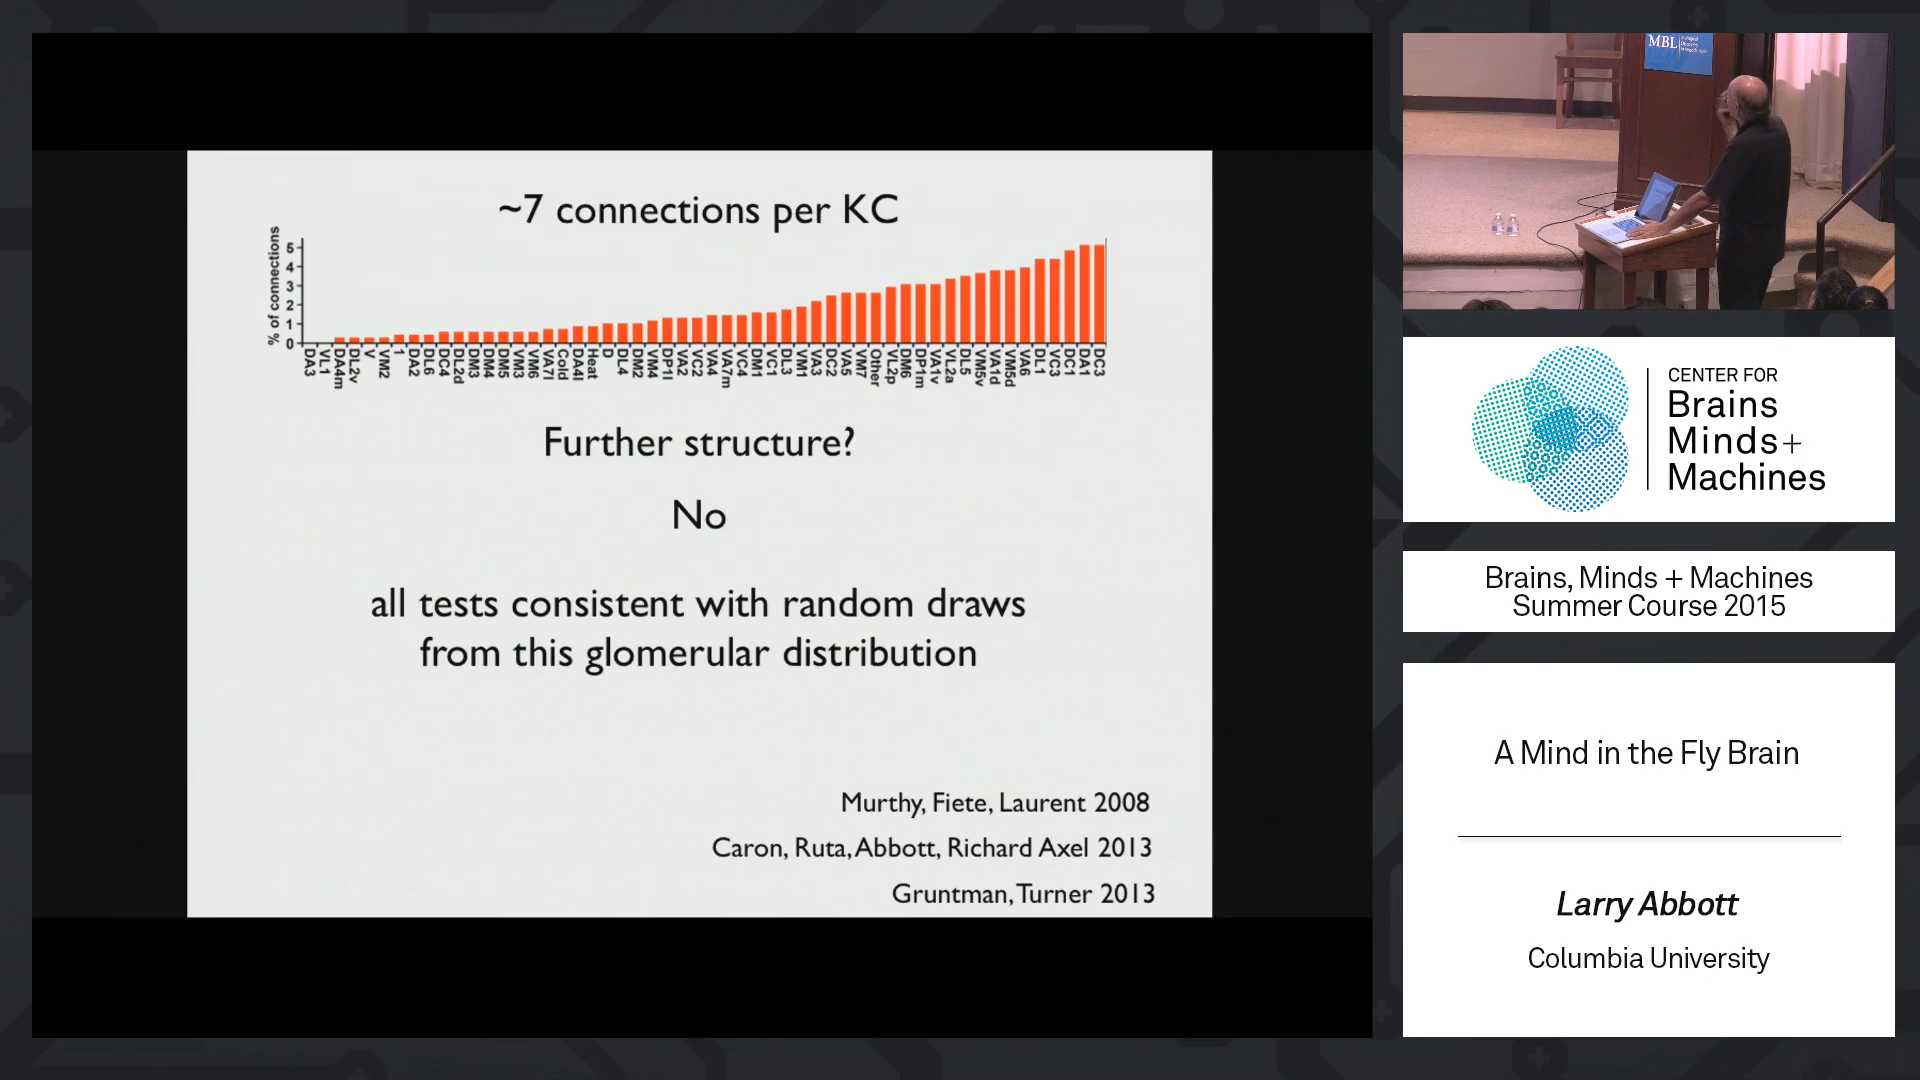 ~7 connections per KC
% of connections
5
4
3
2
1
0
DA3 VL1 DA4m DL2v V VM2 1 DA2 DL6 DC4 DL2d DM3 DM4 DM5 VM3 VM6 VA7l Cold DA4l Heat D DL4 DM2 VM4 DP1l VA2 VC2 VA4 VA7m VC4 DM1 VC1 DL3 VM1 VA3 DC2 VA5 VM7 Other VL2p DM6 DP1m VA1v VL2a DL5 VM5v VA1d VM5d VA6 DL1 VC3 DC1 DA1 DC3
Further structure?
No
all tests consistent with random draws
from this glomerular distribution
Murthy, Fiete, Laurent 2008
Caron, Ruta, Abbott, Richard Axel 2013
Gruntman, Turner 2013
MBL
CENTER FOR
Brains
Minds+
Machines
Brains, Minds + Machines
Summer Course 2015
A Mind in the Fly Brain
Larry Abbott
Columbia University